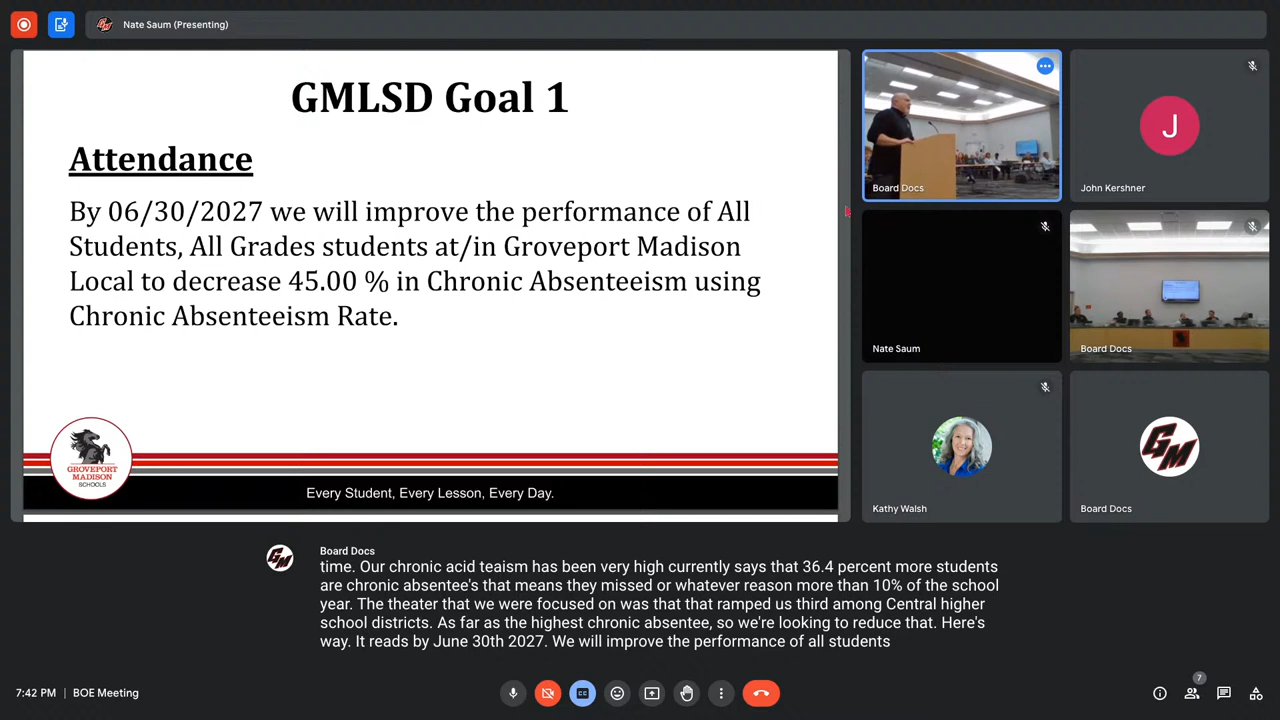 Nate Saum (Presenting)
GMLSD Goal 1
Attendance
By 06/30/2027 we will improve the performance of All
Students, All Grades students at/in Groveport Madison
Local to decrease 45.00 % in Chronic Absenteeism using
Chronic Absenteeism Rate.
GROVEPORT
MADISON
SCHOOLS
Every Student, Every Lesson, Every Day.
Board Docs
J
John Kershner
Nate Saum
Board Docs
Kathy Walsh
GM
Board Docs
Board Docs
time. Our chronic acid teaism has been very high currently says that 36.4 percent more students
are chronic absentee's that means they missed or whatever reason more than 10% of the school
year. The theater that we were focused on was that that ramped us third among Central higher
school districts. As far as the highest chronic absentee, so we're looking to reduce that. Here's
way. It reads by June 30th 2027. We will improve the performance of all students
7:42 PM | BOE Meeting
CC
7